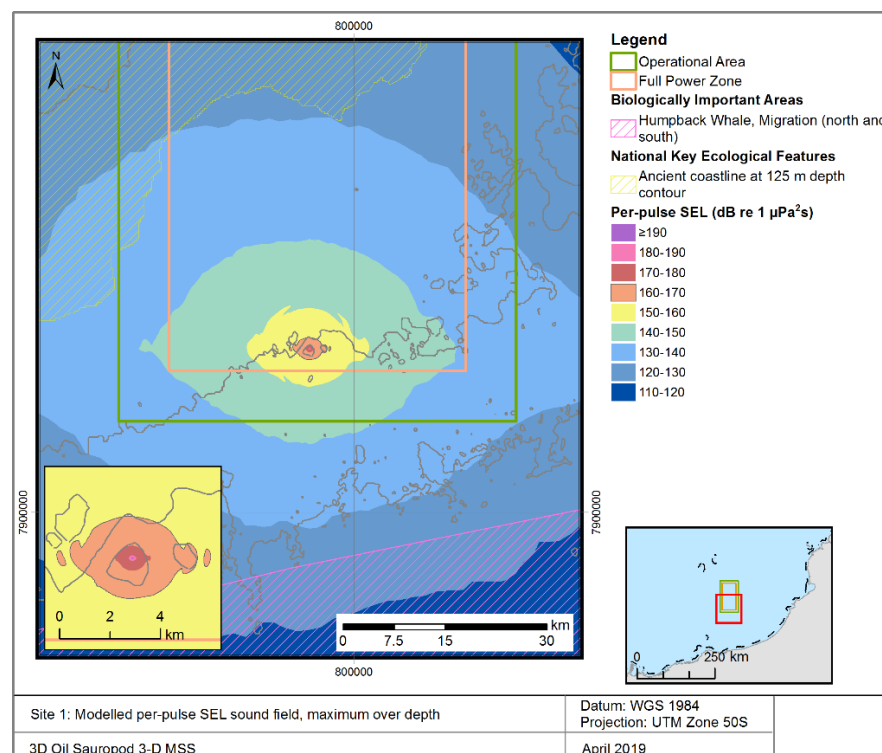 800000
N
Legend
Operational Area
Full Power Zone
Biologically Important Areas
Humpback Whale, Migration (north and
south)
National Key Ecological Features
Ancient coastline at 125 m depth
contour
Per-pulse SEL (dB re 1 µPa²s)
≥190
180-190
170-180
160-170
150-160
140-150
130-140
120-130
110-120
7900000
7900000
0 2 4
km
km
0 7.5 15 30
800000
0 250 km
Site 1: Modelled per-pulse SEL sound field, maximum over depth
Datum: WGS 1984
Projection: UTM Zone 50S
3D Oil Sauropod 3-D MSS
April 2019